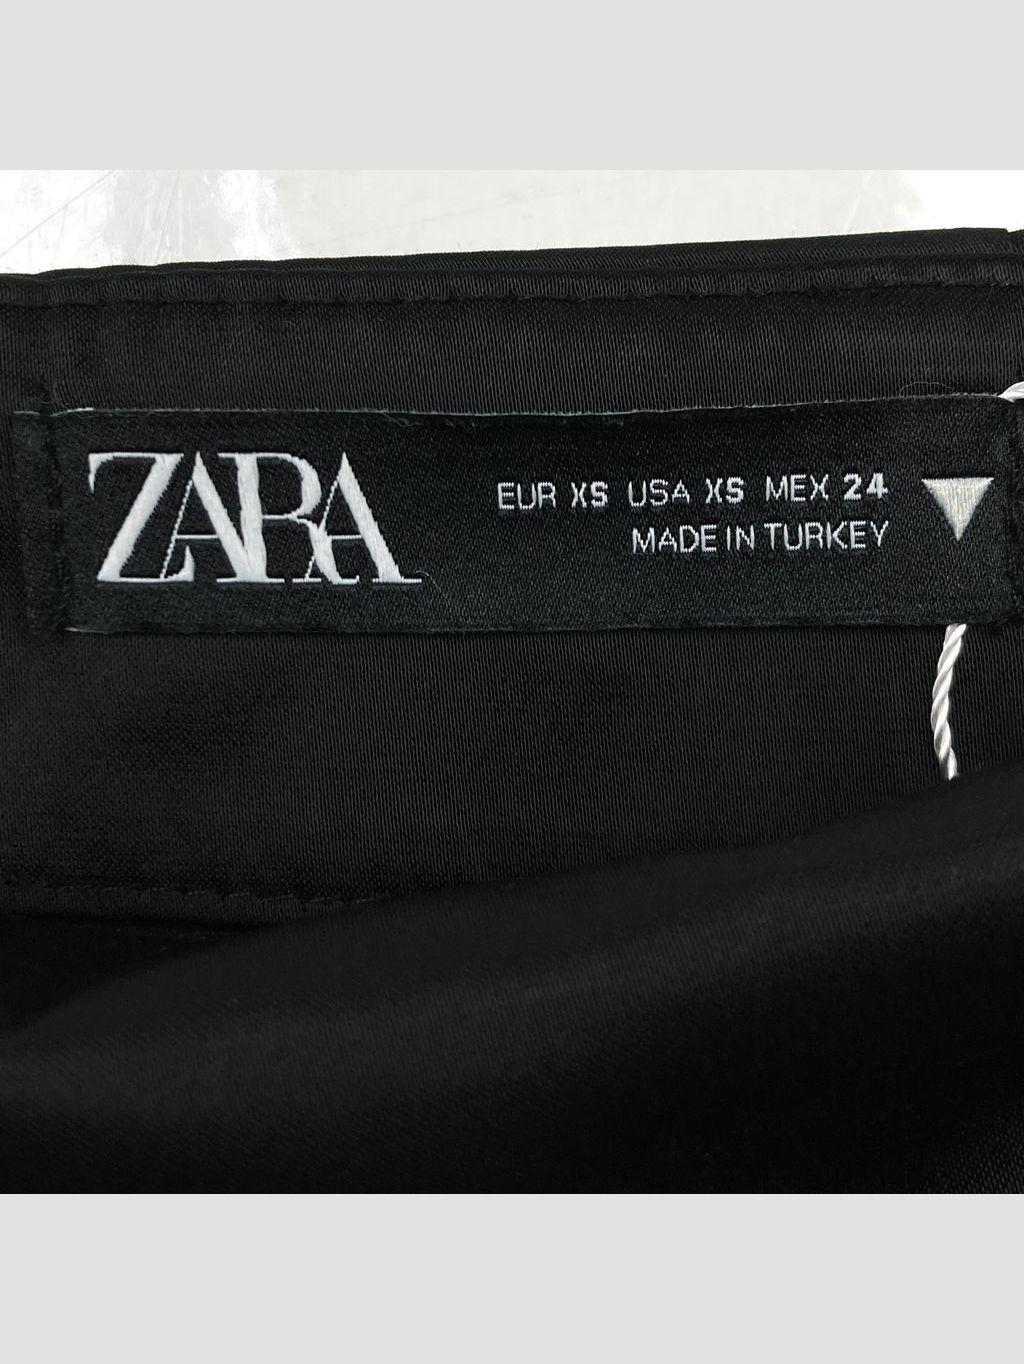 ZARA
EUR XS USA XS MEX 24
MADE IN TURKEY